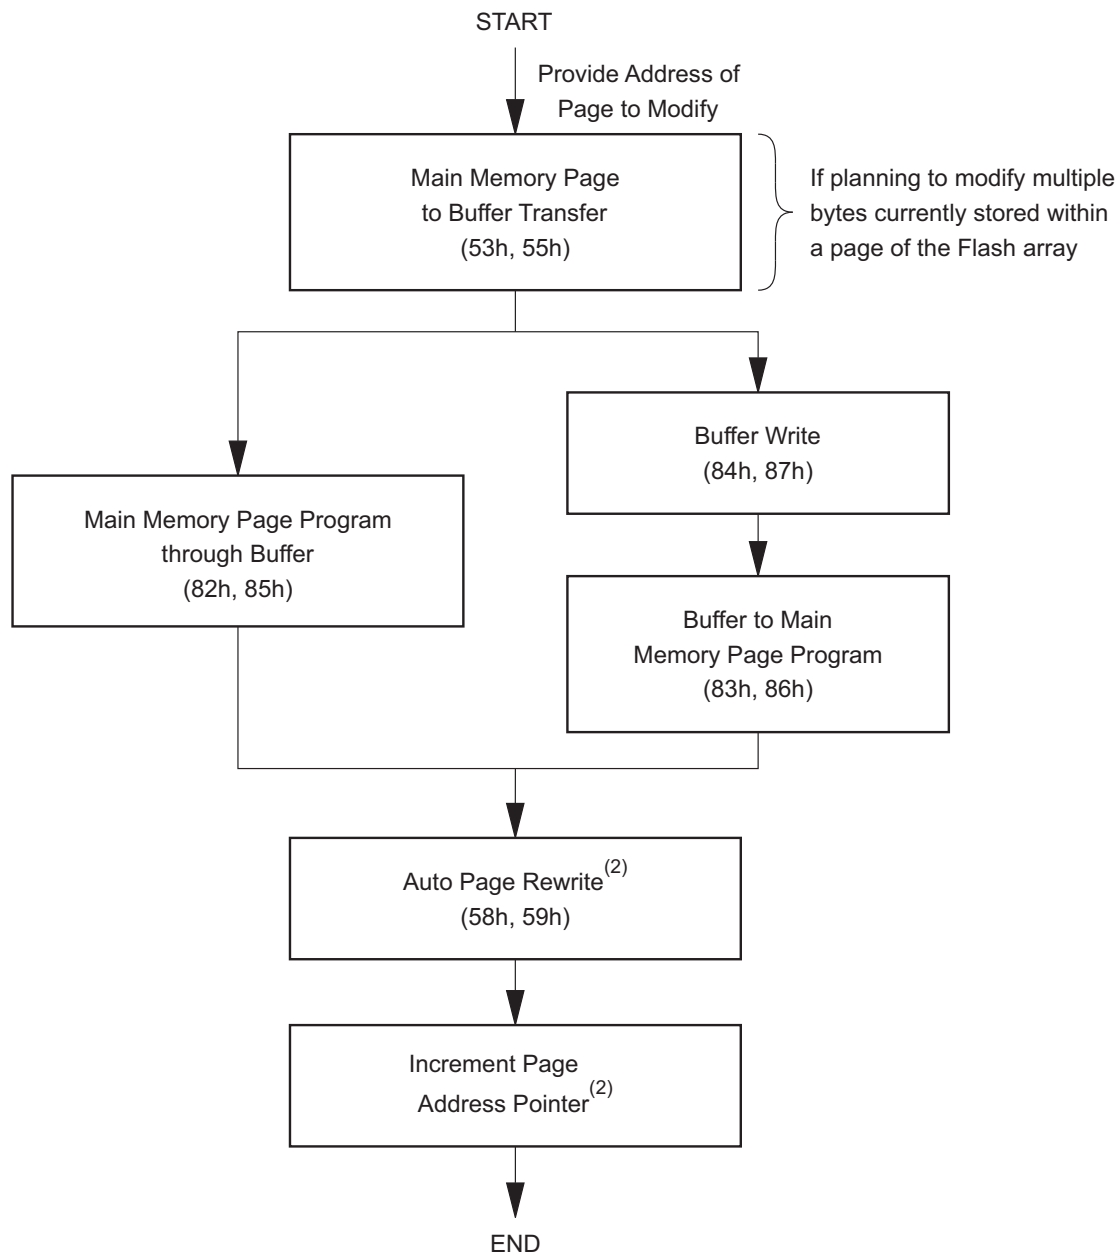 START
Provide Address of
Page to Modify
Main Memory Page
to Buffer Transfer
(53h, 55h)
If planning to modify multiple
bytes currently stored within
a page of the Flash array
Buffer Write
(84h, 87h)
Main Memory Page Program
through Buffer
(82h, 85h)
Buffer to Main
Memory Page Program
(83h, 86h)
Auto Page Rewrite(2)
(58h, 59h)
Increment Page
Address Pointer(2)
END